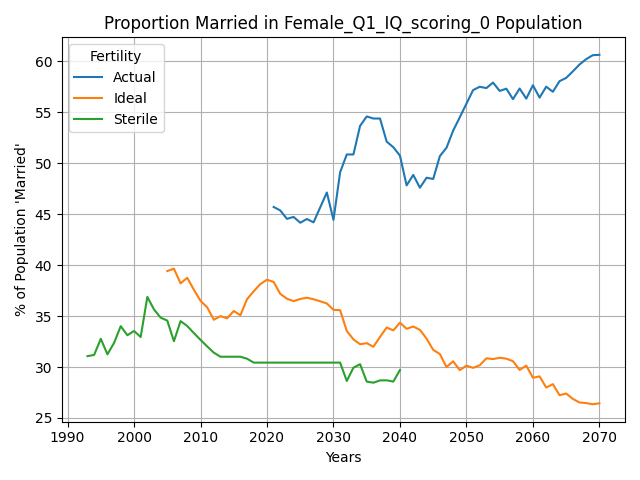 Proportion Married in Female_Q1_IQ_scoring_0 Population
Fertility
Actual
Ideal
Sterile
% of Population 'Married'
60
55
50
45
40
35
30
25
1990 2000 2010 2020 2030 2040 2050 2060 2070
Years